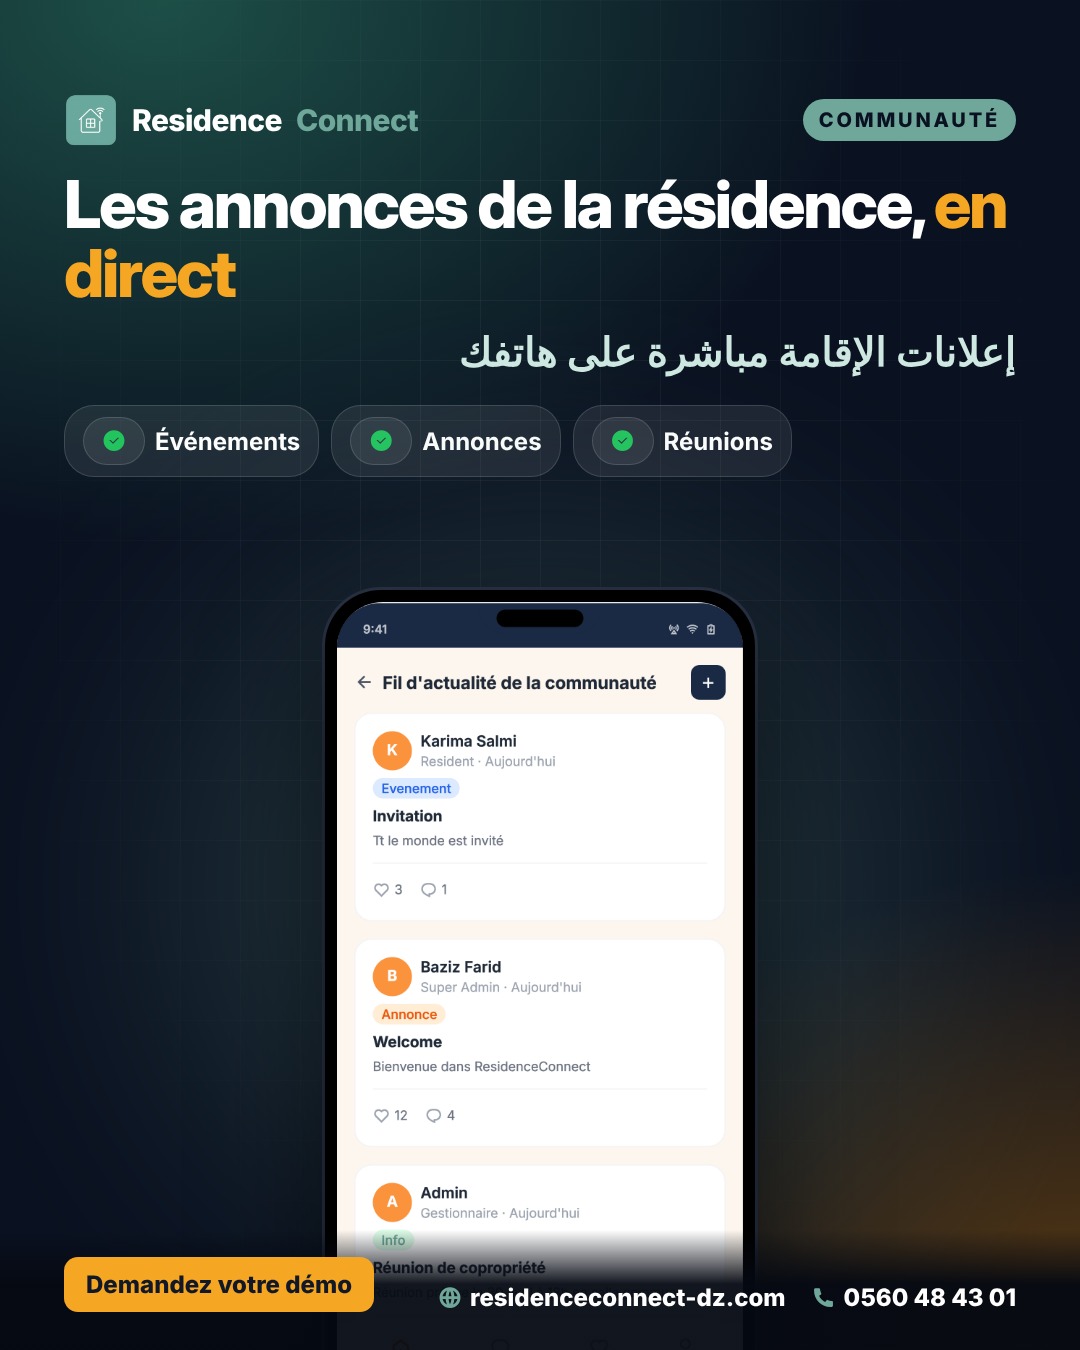 Residence Connect
COMMUNAUTÉ
Les annonces de la résidence, en
direct
إعلانات الإقامة مباشرة على هاتفك
Événements
Annonces
Réunions
9:41
Fil d'actualité de la communauté
+
K
Karima Salmi
Resident · Aujourd'hui
Evenement
Invitation
Tt le monde est invité
3 1
B
Baziz Farid
Super Admin · Aujourd'hui
Annonce
Welcome
Bienvenue dans ResidenceConnect
12 4
A
Admin
Gestionnaire · Aujourd'hui
Info
Réunion de copropriété
Demandez votre démo
residenceconnect-dz.com
0560 48 43 01